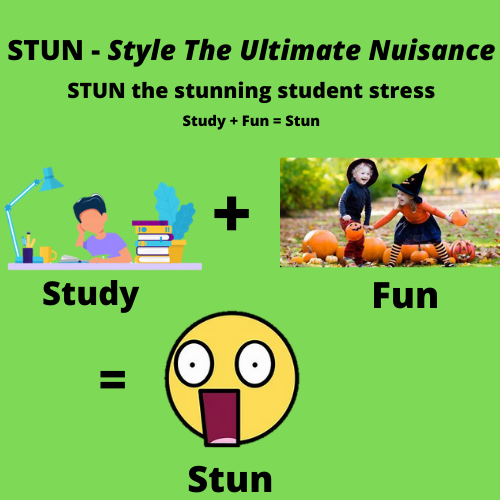 STUN - Style The Ultimate Nuisance
STUN the stunning student stress
Study + Fun = Stun
+
Study
Fun
=
Stun